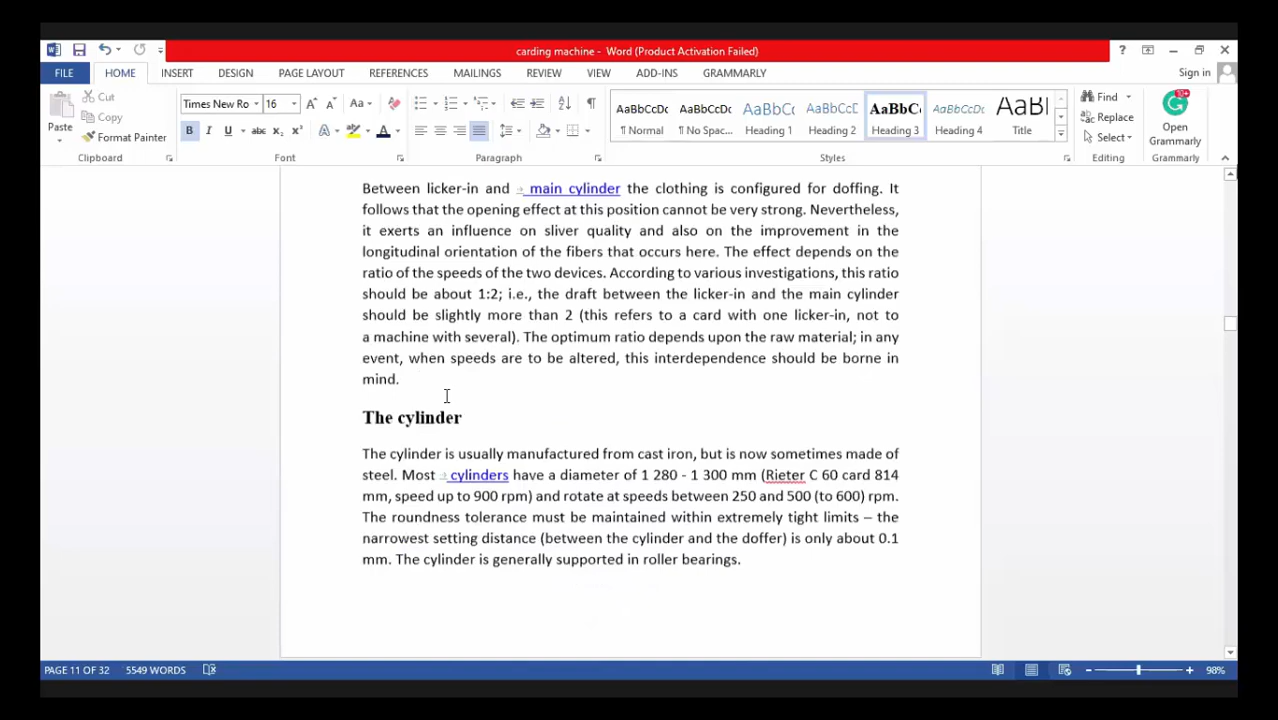 carding machine - Word (Product Activation Failed)
FILE HOME INSERT DESIGN PAGE LAYOUT REFERENCES MAILINGS REVIEW VIEW ADD-INS GRAMMARLY Sign in
Paste Cut Copy Format Painter
Times New Ro 16
AaBbCcDc AaBbCcDc AaBbC AaBbCcD AaBbC AaBbCcD AaBl
¶ Normal ¶ No Spac... Heading 1 Heading 2 Heading 3 Heading 4 Title
Find
Replace
Select
Open
Grammarly
Clipboard Font Paragraph Styles Editing Grammarly
Between licker-in and main cylinder the clothing is configured for doffing. It
follows that the opening effect at this position cannot be very strong. Nevertheless,
it exerts an influence on sliver quality and also on the improvement in the
longitudinal orientation of the fibers that occurs here. The effect depends on the
ratio of the speeds of the two devices. According to various investigations, this ratio
should be about 1:2; i.e., the draft between the licker-in and the main cylinder
should be slightly more than 2 (this refers to a card with one licker-in, not to
a machine with several). The optimum ratio depends upon the raw material; in any
event, when speeds are to be altered, this interdependence should be borne in
mind.
The cylinder
The cylinder is usually manufactured from cast iron, but is now sometimes made of
steel. Most cylinders have a diameter of 1 280 - 1 300 mm (Rieter C 60 card 814
mm, speed up to 900 rpm) and rotate at speeds between 250 and 500 (to 600) rpm.
The roundness tolerance must be maintained within extremely tight limits – the
narrowest setting distance (between the cylinder and the doffer) is only about 0.1
mm. The cylinder is generally supported in roller bearings.
PAGE 11 OF 32 5549 WORDS 98%